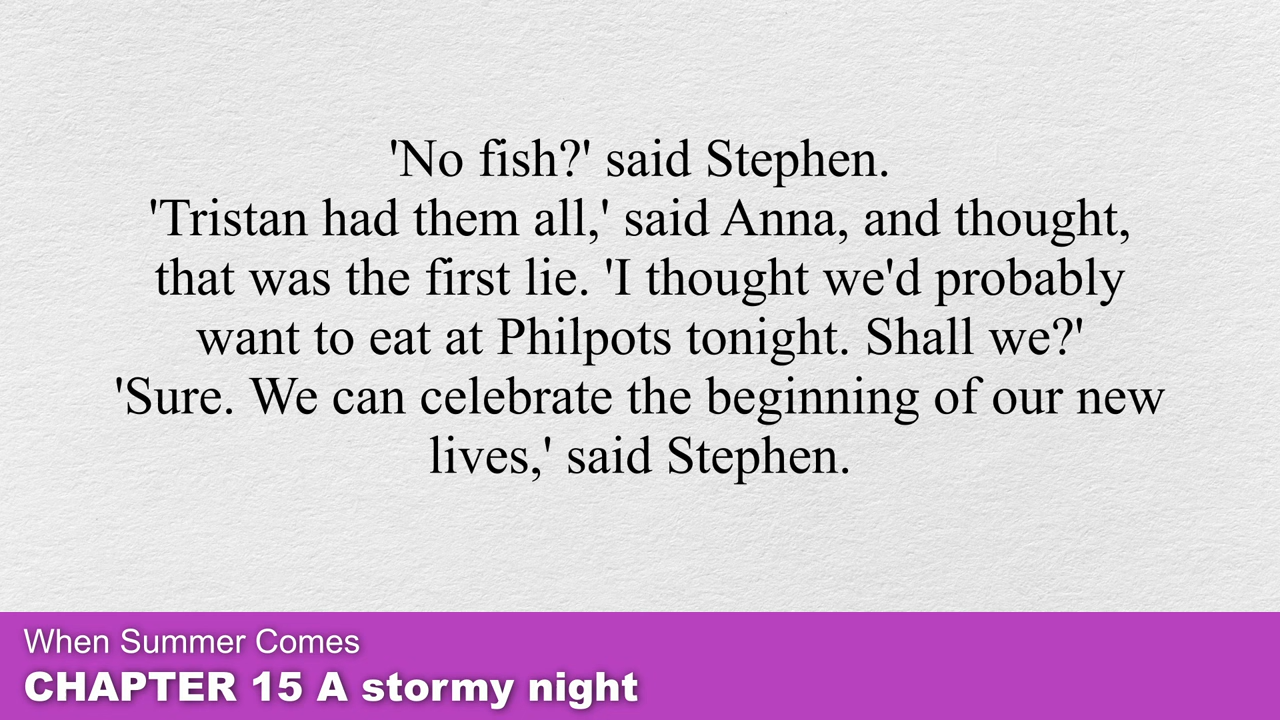 'No fish?' said Stephen.
'Tristan had them all,' said Anna, and thought,
that was the first lie. 'I thought we'd probably
want to eat at Philpots tonight. Shall we?'
'Sure. We can celebrate the beginning of our new
lives,' said Stephen.
When Summer Comes
CHAPTER 15 A stormy night